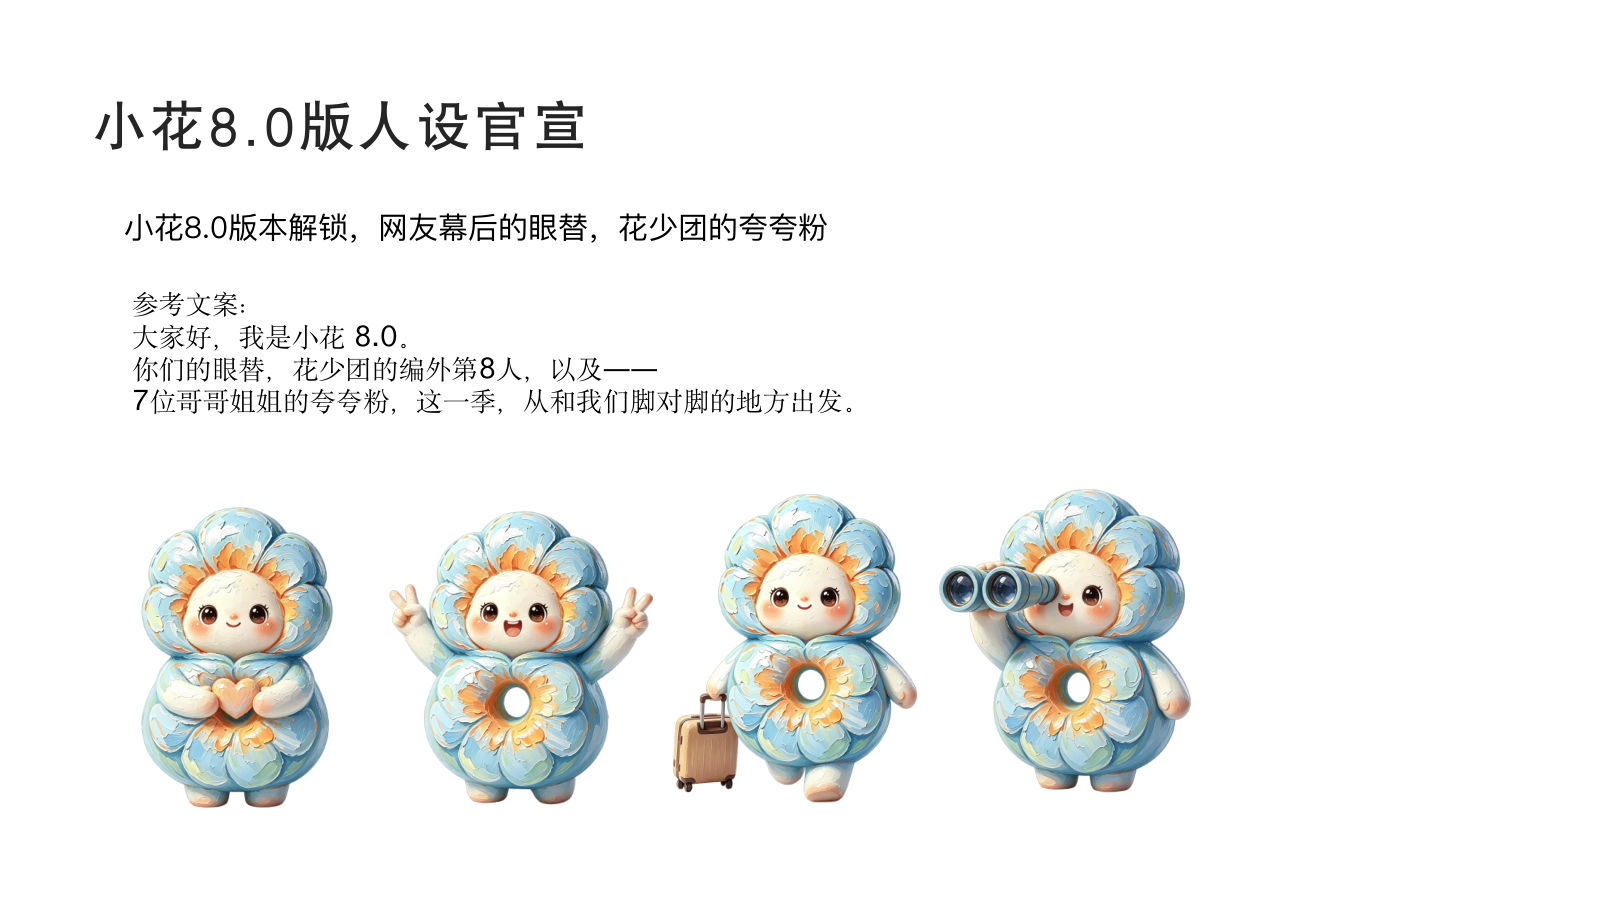 小花8.0版人设官宣
小花8.0版本解锁，网友幕后的眼替，花少团的夸夸粉
参考文案：
大家好，我是小花 8.0。
你们的眼替，花少团的编外第8人，以及——
7位哥哥姐姐的夸夸粉，这一季，从和我们脚对脚的地方出发。